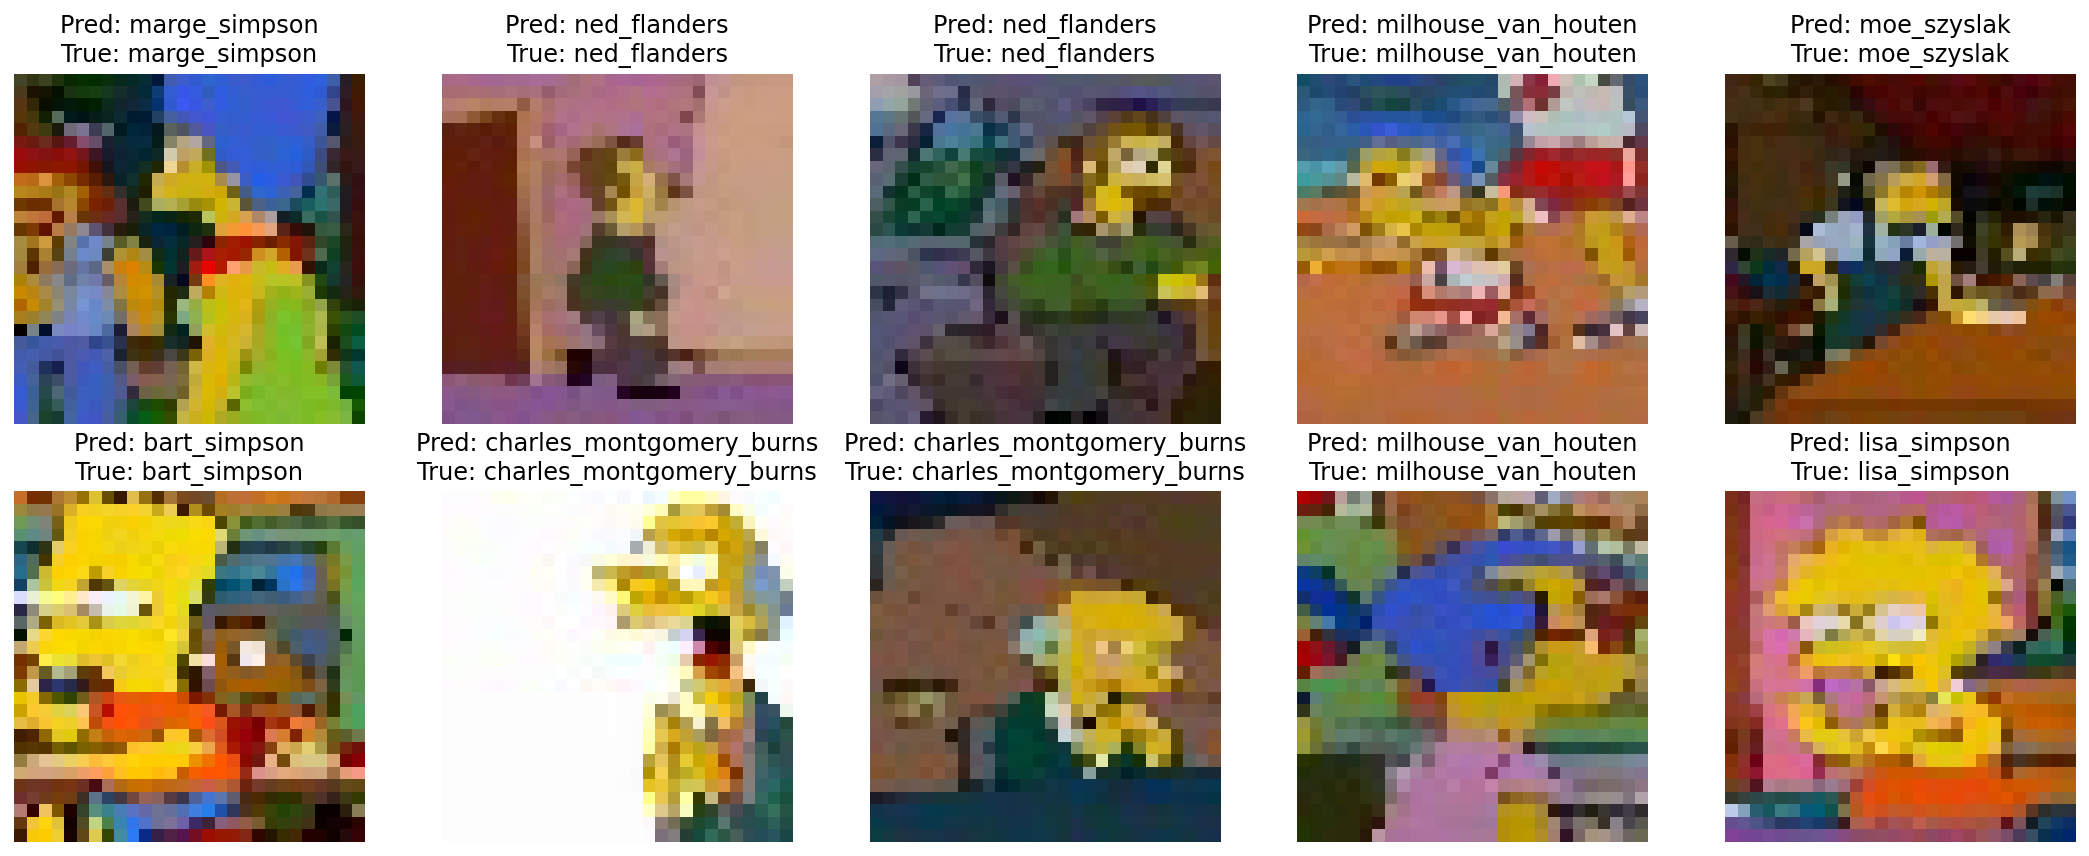 Pred: marge_simpson
True: marge_simpson
Pred: ned_flanders
True: ned_flanders
Pred: ned_flanders
True: ned_flanders
Pred: milhouse_van_houten
True: milhouse_van_houten
Pred: moe_szyslak
True: moe_szyslak
Pred: bart_simpson
True: bart_simpson
Pred: charles_montgomery_burns
True: charles_montgomery_burns
Pred: charles_montgomery_burns
True: charles_montgomery_burns
Pred: milhouse_van_houten
True: milhouse_van_houten
Pred: lisa_simpson
True: lisa_simpson